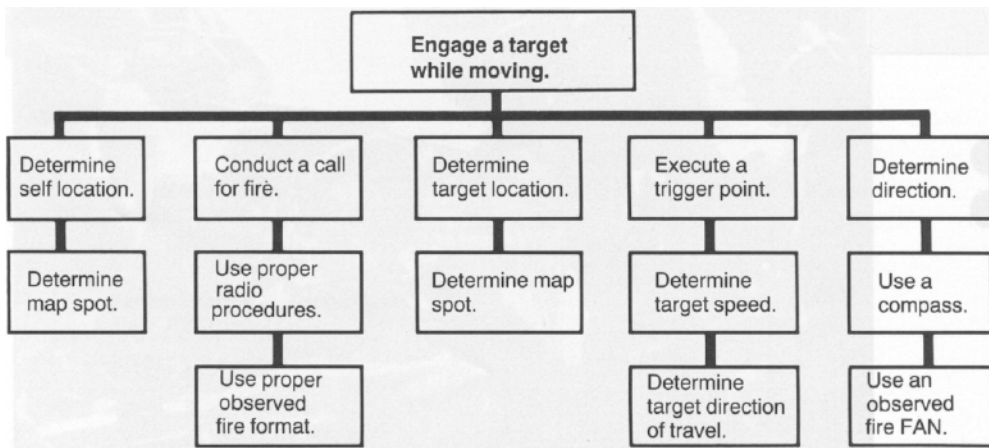 Engage a target
while moving.
Determine
self location.
Conduct a call
for fire.
Determine
target location.
Execute a
trigger point.
Determine
direction.
Determine
map spot.
Use proper
radio
procedures.
Determine map
spot.
Determine
target speed.
Use a
compass.
Use proper
observed
fire format.
Determine
target direction
of travel.
Use an
observed
fire FAN.